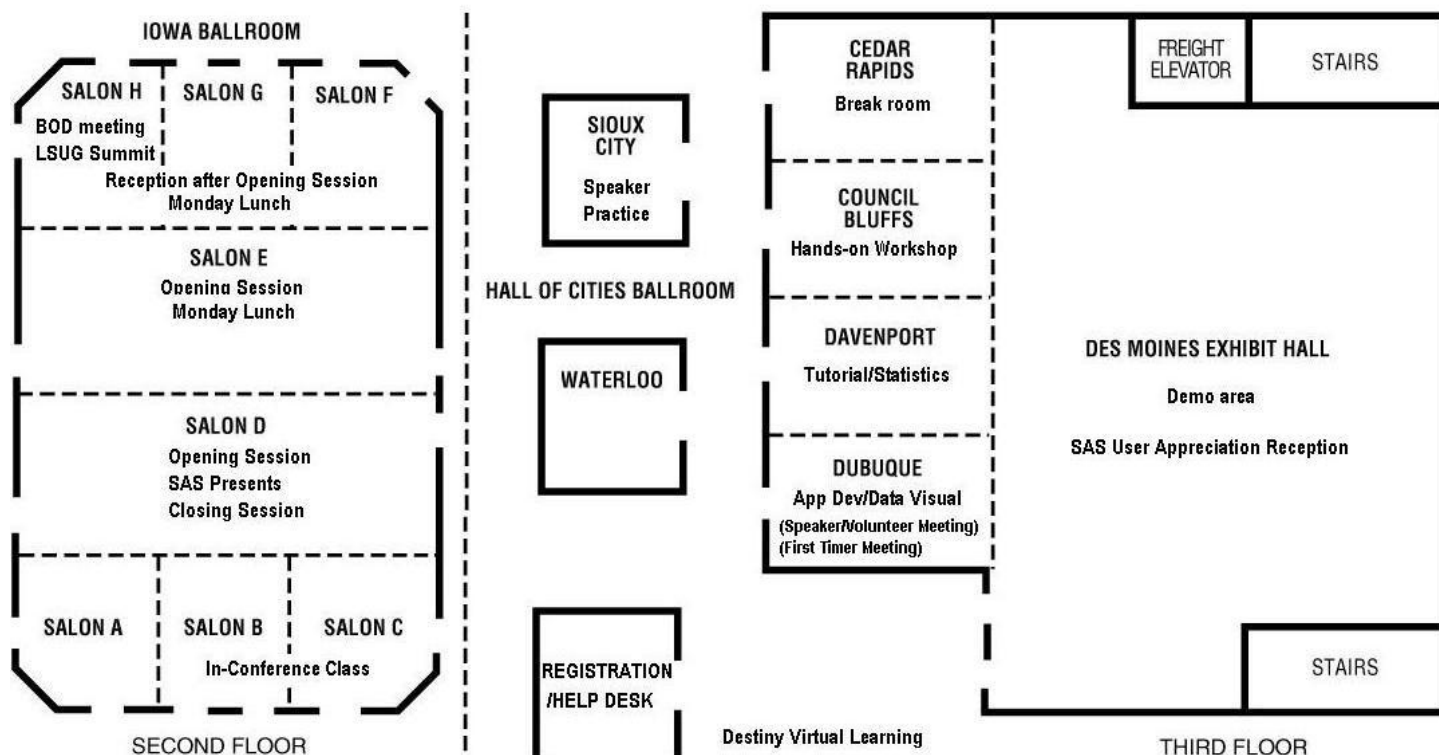 IOWA BALLROOM
SALON H
SALON G
SALON F
BOD meeting
LSUG Summit
Reception after Opening Session
Monday Lunch
SALON E
Opening Session
Monday Lunch
SALON D
Opening Session
SAS Presents
Closing Session
SALON A
SALON B
SALON C
In-Conference Class
SECOND FLOOR
SIOUX
CITY
Speaker
Practice
HALL OF CITIES BALLROOM
WATERLOO
REGISTRATION
/HELP DESK
Destiny Virtual Learning
CEDAR
RAPIDS
Break room
COUNCIL
BLUFFS
Hands-on Workshop
DAVENPORT
Tutorial/Statistics
DUBUQUE
App Dev/Data Visual
(Speaker/Volunteer Meeting)
(First Timer Meeting)
FREIGHT
ELEVATOR
STAIRS
DES MOINES EXHIBIT HALL
Demo area
SAS User Appreciation Reception
STAIRS
THIRD FLOOR